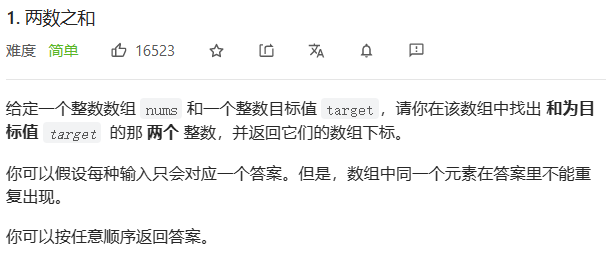 1. 两数之和
难度 简单 16523
给定一个整数数组 nums 和一个整数目标值 target，请你在该数组中找出 和为目
标值 target 的那 两个 整数，并返回它们的数组下标。
你可以假设每种输入只会对应一个答案。但是，数组中同一个元素在答案里不能重
复出现。
你可以按任意顺序返回答案。